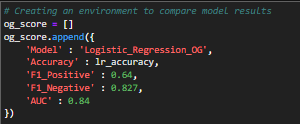 # Creating an environment to compare model results
og_score = []
og_score.append({
    'Model' : 'Logistic_Regression_OG',
    'Accuracy' : lr_accuracy,
    'F1_Positive' : 0.64,
    'F1_Negative' : 0.827,
    'AUC' : 0.84
})